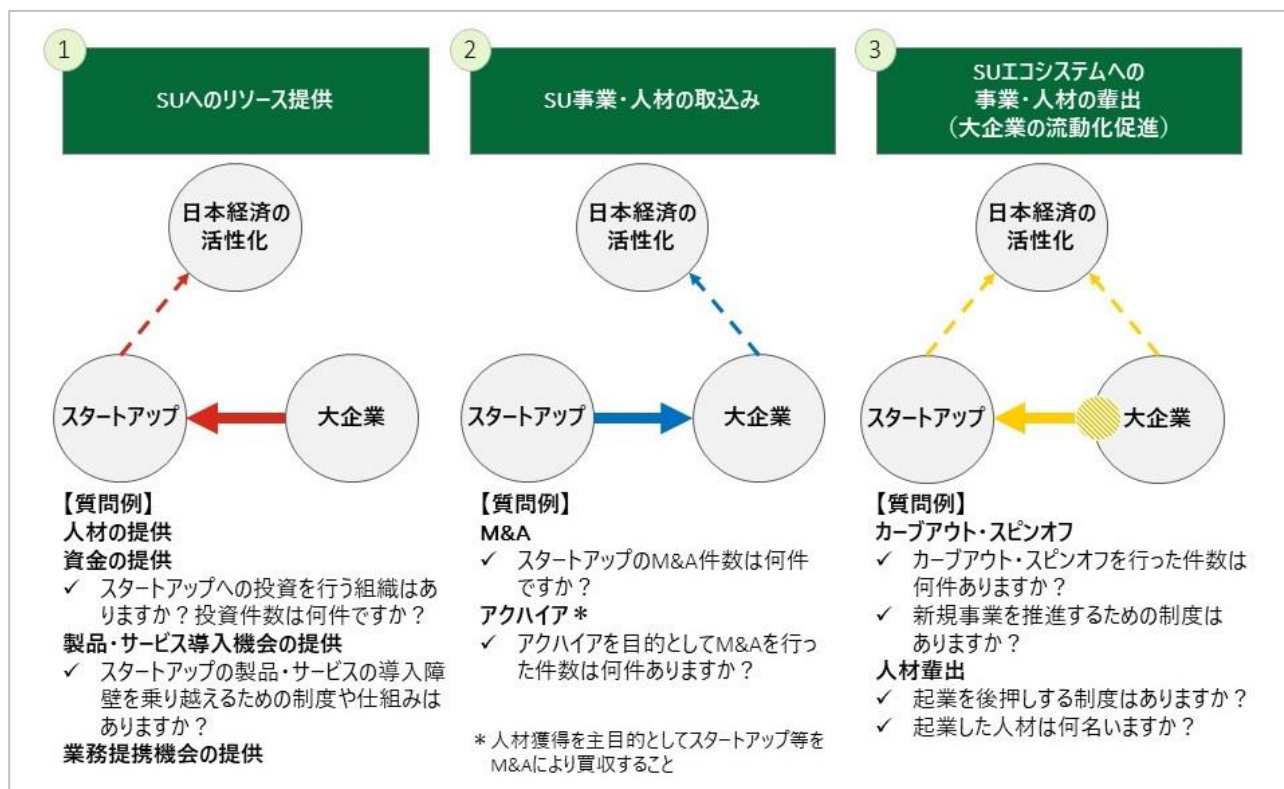 1
SUへのリソース提供
日本経済の
活性化
スタートアップ
大企業
【質問例】
人材の提供
資金の提供
✓ スタートアップへの投資を行う組織はあ
りますか？投資件数は何件ですか？
製品・サービス導入機会の提供
✓ スタートアップの製品・サービスの導入障
壁を乗り越えるための制度や仕組みは
ありますか？
業務提携機会の提供
2
SU事業・人材の取込み
日本経済の
活性化
スタートアップ
大企業
【質問例】
M&A
✓ スタートアップのM&A件数は何件
ですか？
アクハイア＊
✓ アクハイアを目的としてM&Aを行っ
た件数は何件ありますか？
＊人材獲得を主目的としてスタートアップ等を
M&Aにより買収すること
3
SUエコシステムへの
事業・人材の輩出
（大企業の流動化促進）
日本経済の
活性化
スタートアップ
大企業
【質問例】
カーブアウト・スピンオフ
✓ カーブアウト・スピンオフを行った件数は
何件ありますか？
✓ 新規事業を推進するための制度は
ありますか？
人材輩出
✓ 起業を後押しする制度はありますか？
✓ 起業した人材は何名いますか？